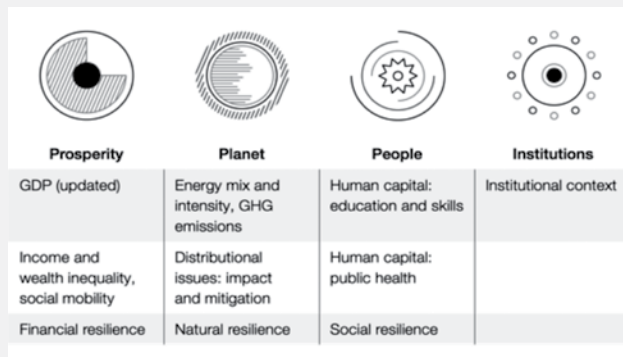 Prosperity
Planet
People
Institutions
GDP (updated)
Energy mix and
intensity, GHG
emissions
Human capital:
education and skills
Institutional context
Income and
wealth inequality,
social mobility
Distributional
issues: impact
and mitigation
Human capital:
public health
Financial resilience
Natural resilience
Social resilience